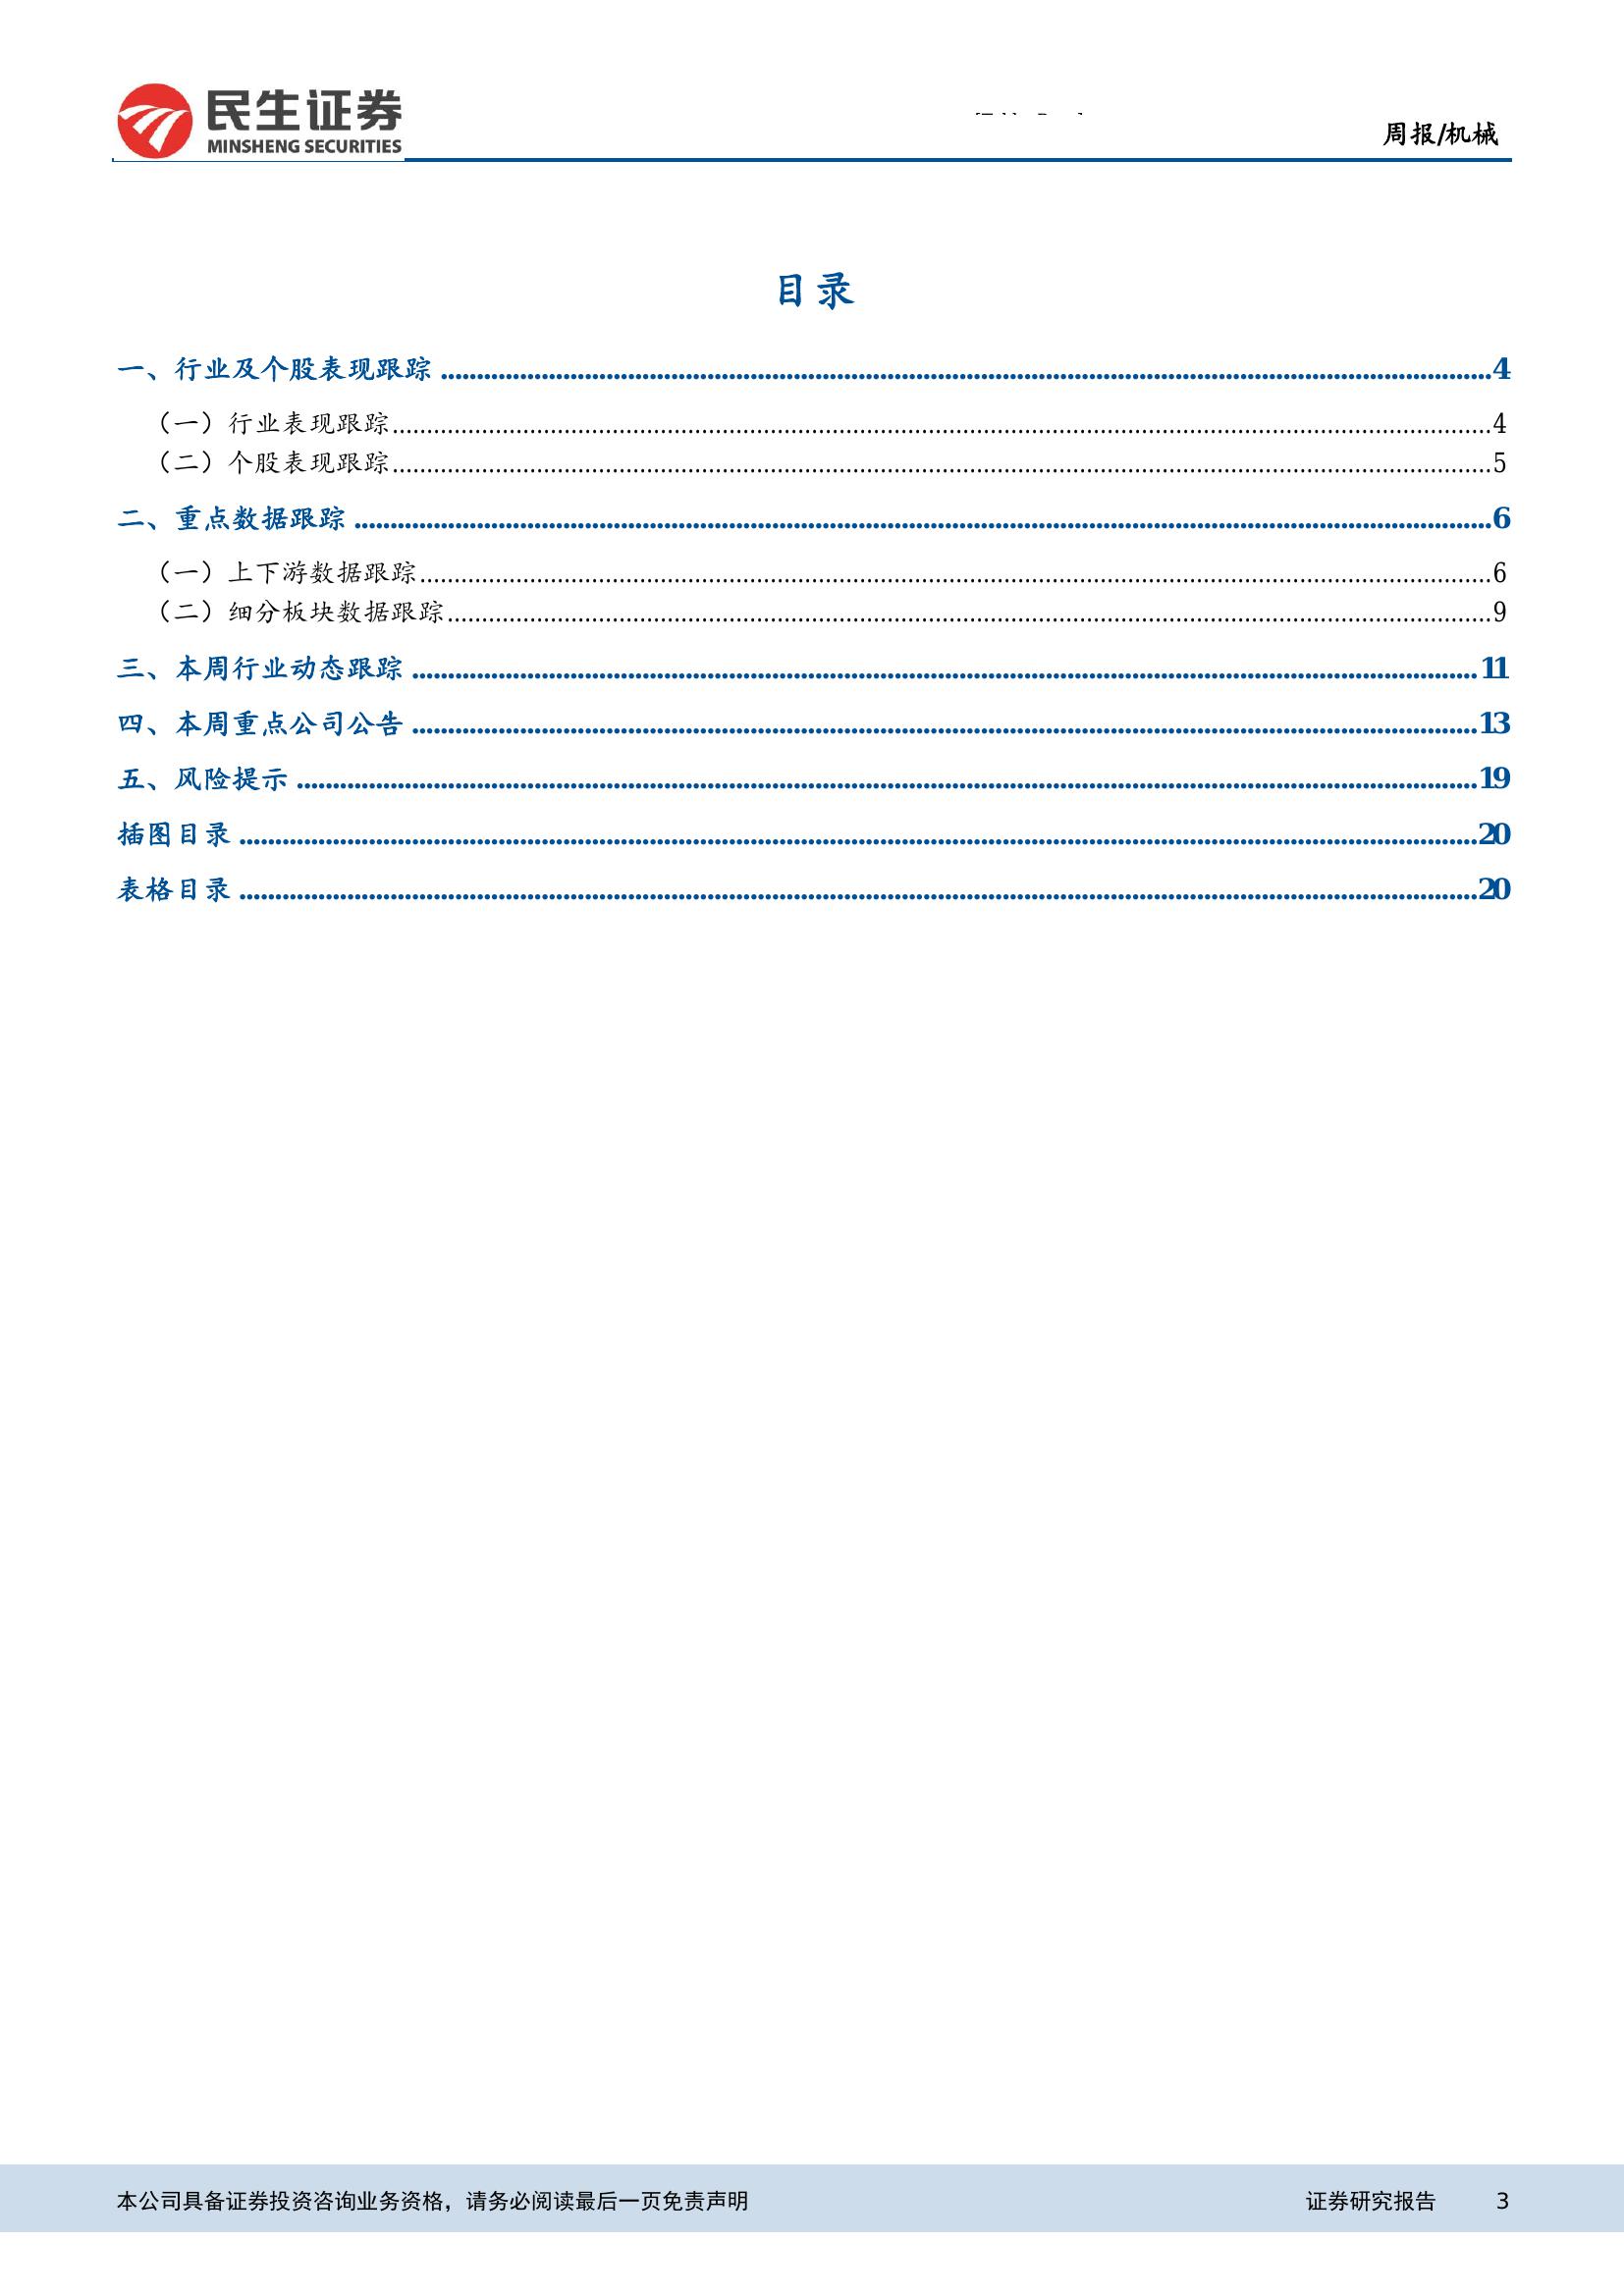 民生证券
MINSHENG SECURITIES
周报/机械
目录
一、行业及个股表现跟踪 4
（一）行业表现跟踪 4
（二）个股表现跟踪 5
二、重点数据跟踪 6
（一）上下游数据跟踪 6
（二）细分板块数据跟踪 9
三、本周行业动态跟踪 11
四、本周重点公司公告 13
五、风险提示 19
插图目录 20
表格目录 20
本公司具备证券投资咨询业务资格，请务必阅读最后一页免责声明 证券研究报告 3